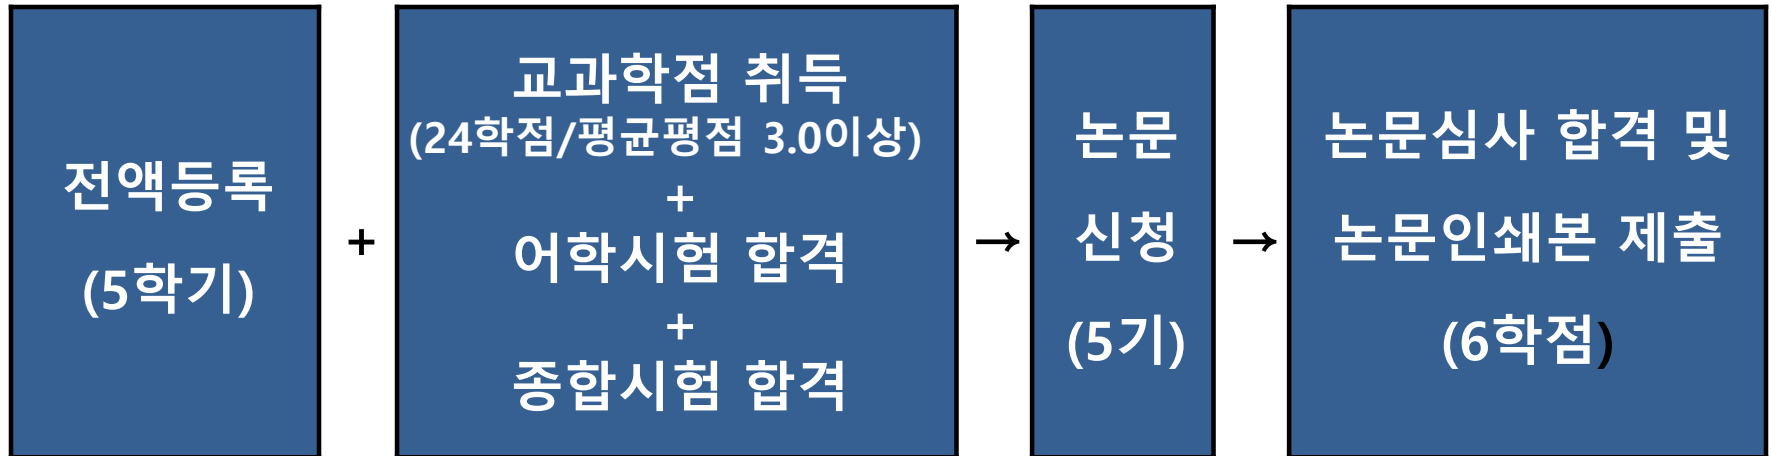 전액등록
(5학기)
+
교과학점 취득
(24학점/평균평점 3.0이상)
+
어학시험 합격
+
종합시험 합격
→
논문
신청
(5기)
→
논문심사 합격 및
논문인쇄본 제출
(6학점)